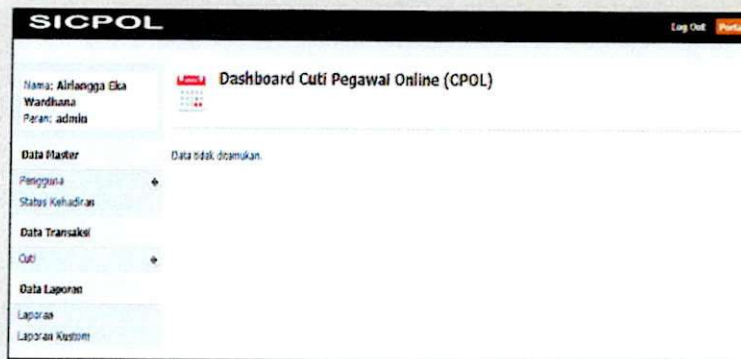 SICPOL
Log Out
Nama: Airlangga Eka
Wardhana
Peran: admin
Dashboard Cuti Pegawai Online (CPOL)
Data Master
Data tidak ditemukan.
Pengguna
Status Kehadiran
Data Transaksi
Cuti
Data Laporan
Laporan
Laporan Kustom